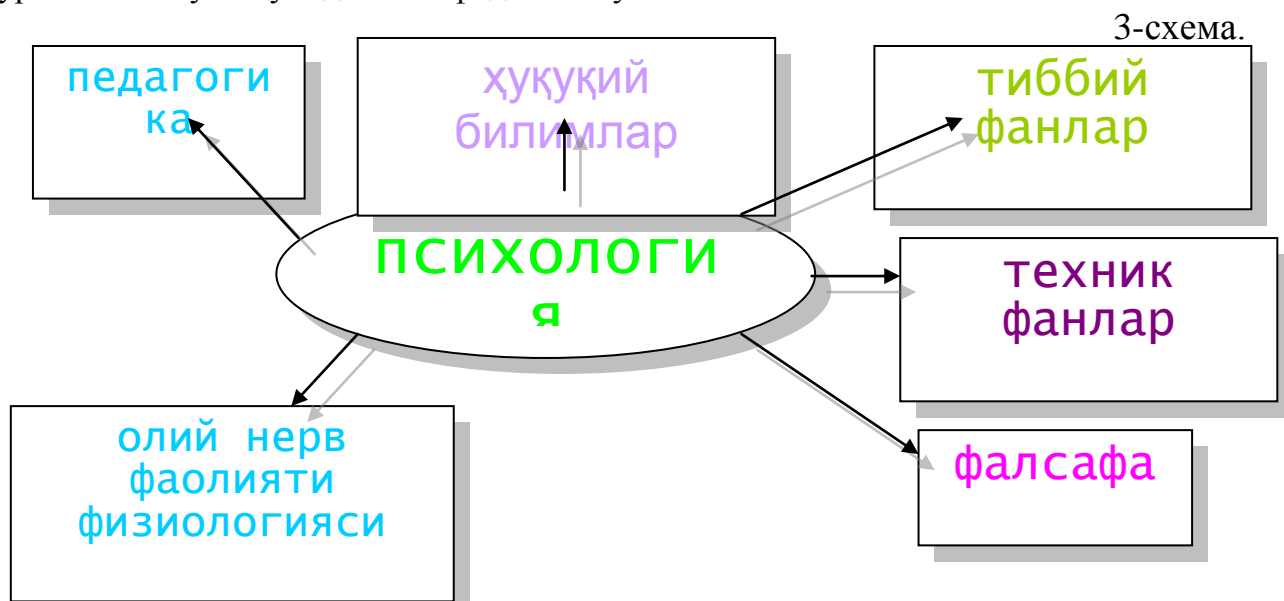 3-схема.
педагоги
ка
ҳуқуқий
билимлар
тиббий
фанлар
психологи
я
техник
фанлар
олий нерв
фаолияти
физиологияси
фалсафа